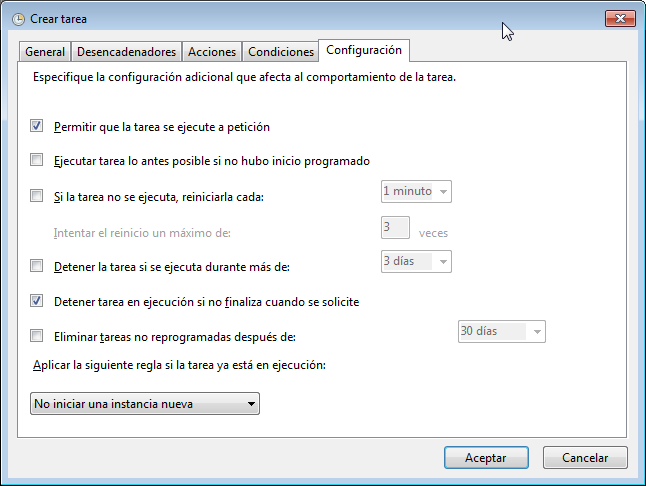 Crear tarea
General Desencadenadores Acciones Condiciones Configuración
Especifique la configuración adicional que afecta al comportamiento de la tarea.
Permitir que la tarea se ejecute a petición
Ejecutar tarea lo antes posible si no hubo inicio programado
Si la tarea no se ejecuta, reiniciarla cada: 1 minuto
Intentar el reinicio un máximo de: 3 veces
Detener la tarea si se ejecuta durante más de: 3 días
Detener tarea en ejecución si no finaliza cuando se solicite
Eliminar tareas no reprogramadas después de: 30 días
Aplicar la siguiente regla si la tarea ya está en ejecución:
No iniciar una instancia nueva
Aceptar Cancelar